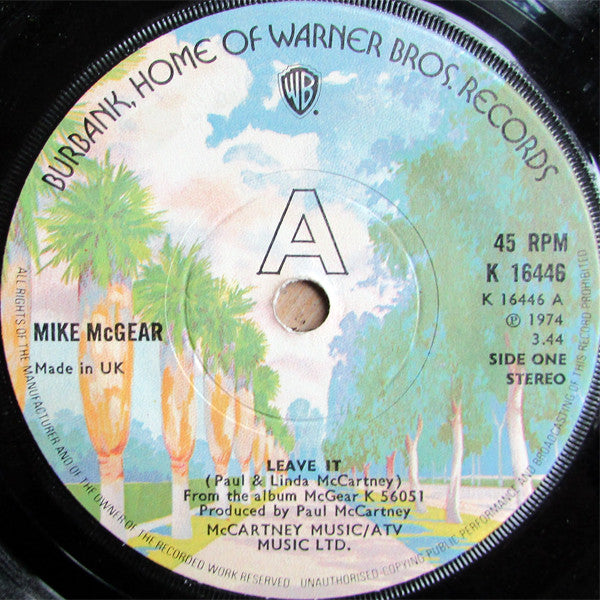 BURBANK, HOME OF WARNER BROS. RECORDS
WB
A
45 RPM
K 16446
K 16446 A
℗ 1974
3.44
SIDE ONE
STEREO
MIKE McGEAR
Made in UK
LEAVE IT
(Paul & Linda McCartney)
From the album McGear K 56051
Produced by Paul McCartney
McCARTNEY MUSIC/ATV
MUSIC LTD.
ALL RIGHTS OF THE MANUFACTURER AND OF THE OWNER OF THE RECORDED WORK RESERVED. UNAUTHORISED COPYING PUBLIC PERFORMANCE AND BROADCASTING OF THIS RECORD PROHIBITED